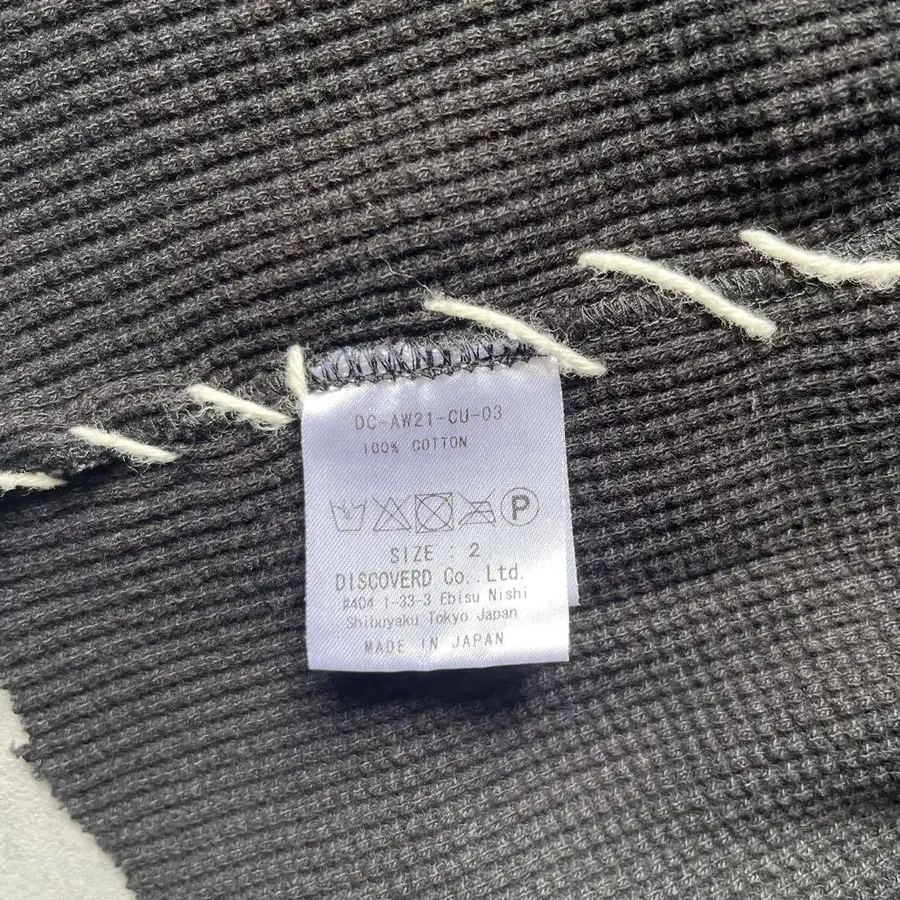 DC-AW21-CU-03
100% COTTON
P
SIZE : 2
DISCOVERD Co.,Ltd.
#404 1-33-3 Ebisu Nishi
Shibuyaku Tokyo Japan
MADE IN JAPAN